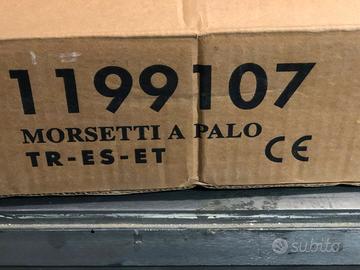 1199107
MORSETTI A PALO
TR-ES-ET CE
subito